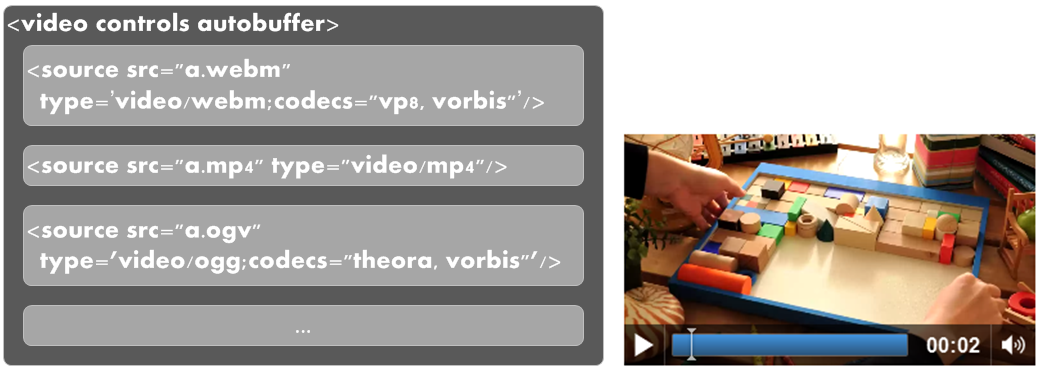 <video controls autobuffer>
<source src="a.webm"
type='video/webm;codecs="vp8, vorbis"'/>
<source src="a.mp4" type="video/mp4"/>
<source src="a.ogv"
type='video/ogg;codecs="theora, vorbis"'/>
...
00:02